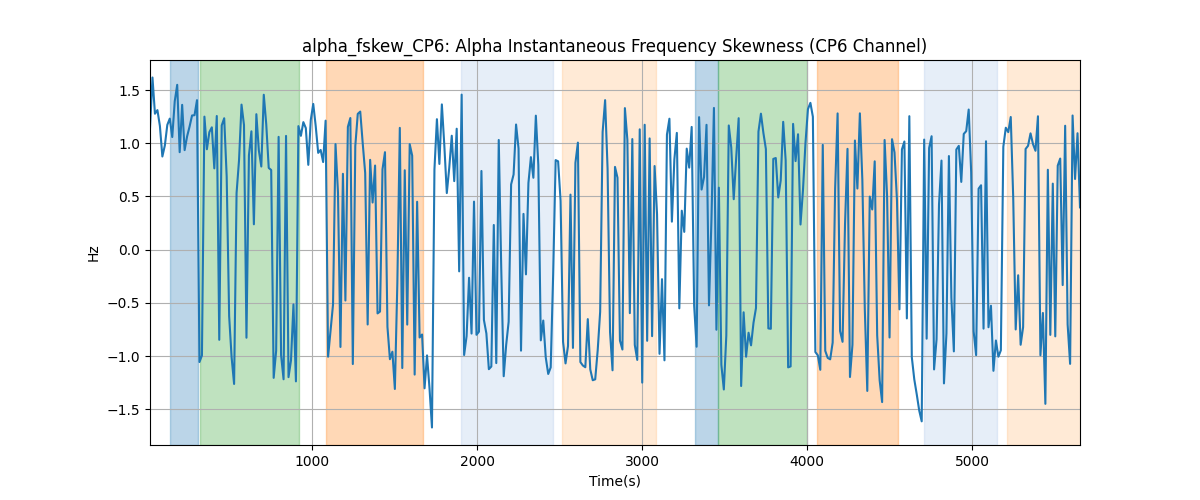 alpha_fskew_CP6: Alpha Instantaneous Frequency Skewness (CP6 Channel)
Hz
1.5
1.0
0.5
0.0
−0.5
−1.0
−1.5
1000 2000 3000 4000 5000
Time(s)